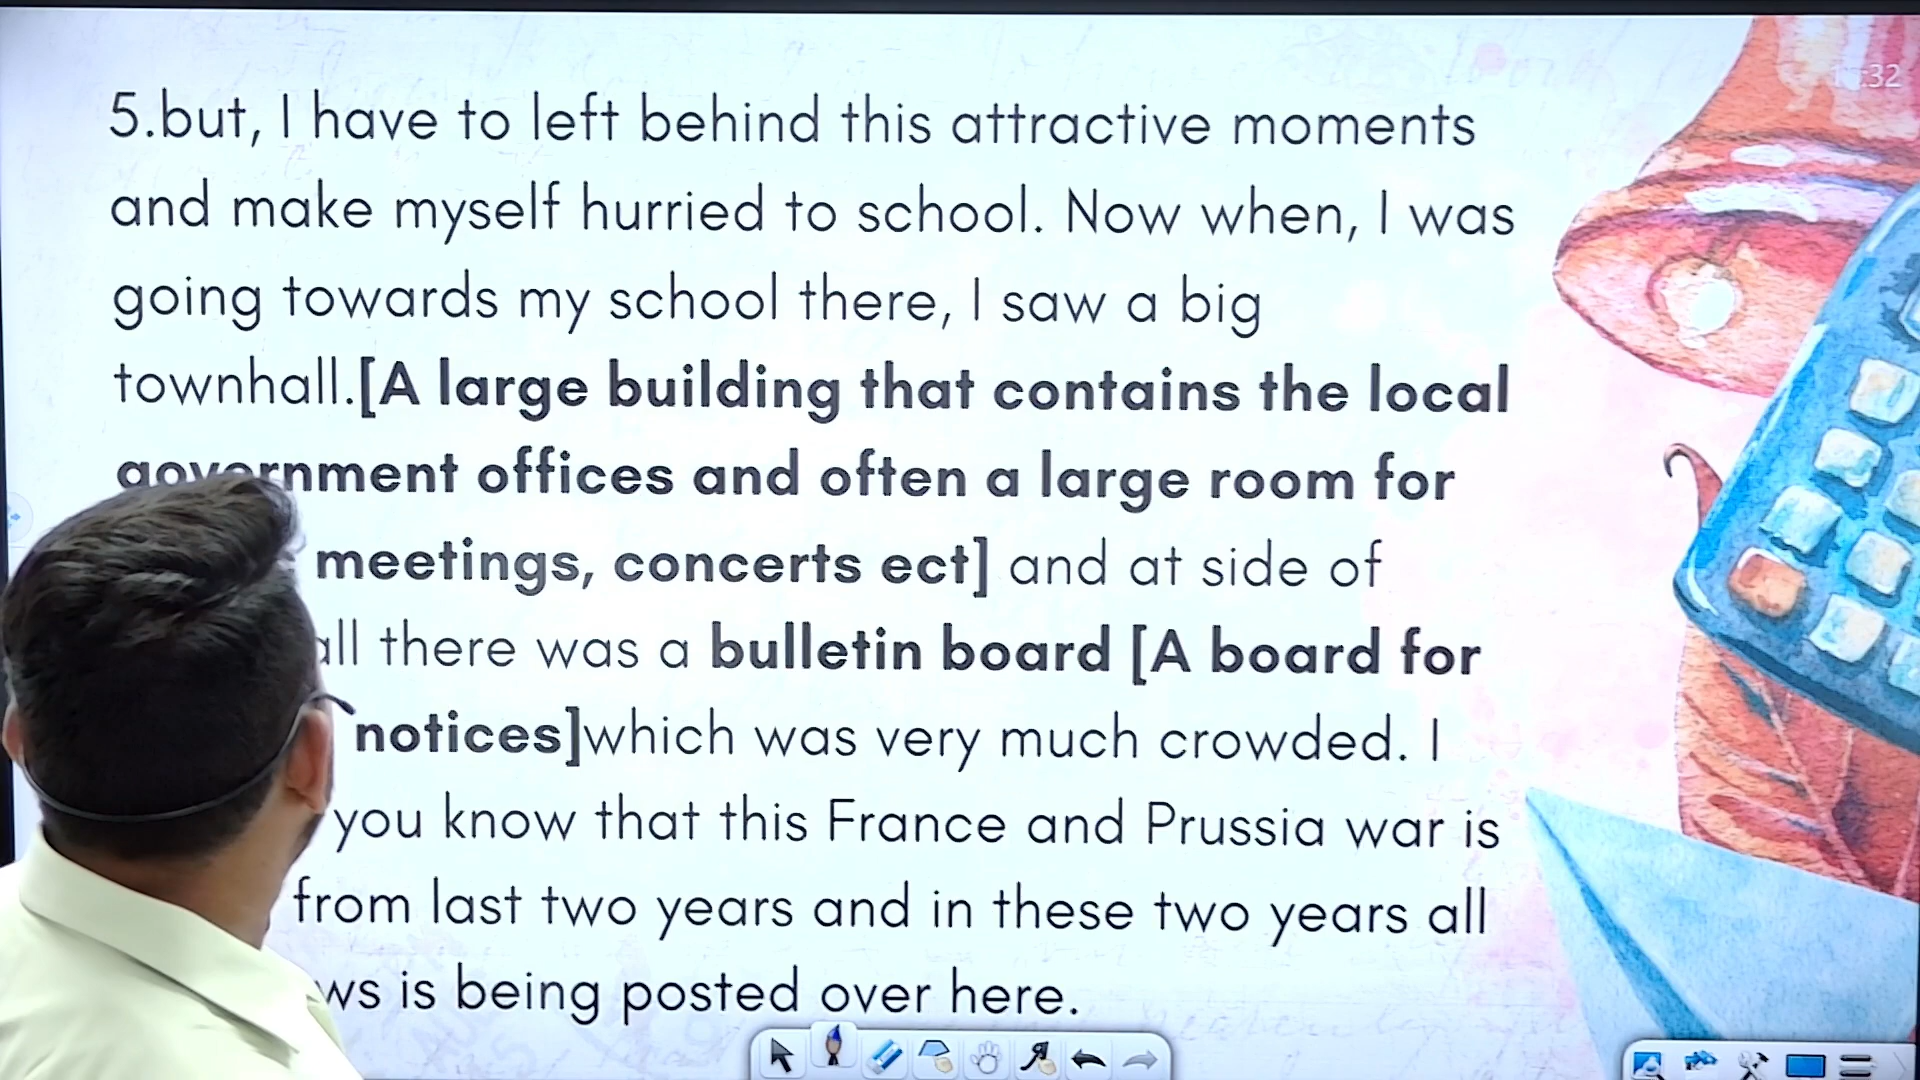 5.but, I have to left behind this attractive moments
and make myself hurried to school. Now when, I was
going towards my school there, I saw a big
townhall.[A large building that contains the local
government offices and often a large room for
meetings, concerts ect] and at side of
there was a bulletin board [A board for
notices]which was very much crowded. I
you know that this France and Prussia war is
from last two years and in these two years all
is being posted over here.